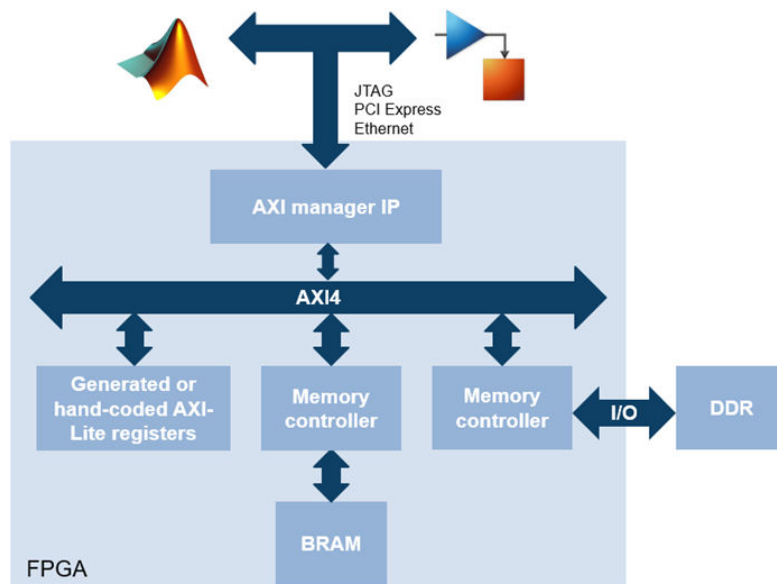 JTAG
PCI Express
Ethernet
AXI manager IP
AXI4
Generated or
hand-coded AXI-
Lite registers
Memory
controller
Memory
controller
I/O
DDR
BRAM
FPGA